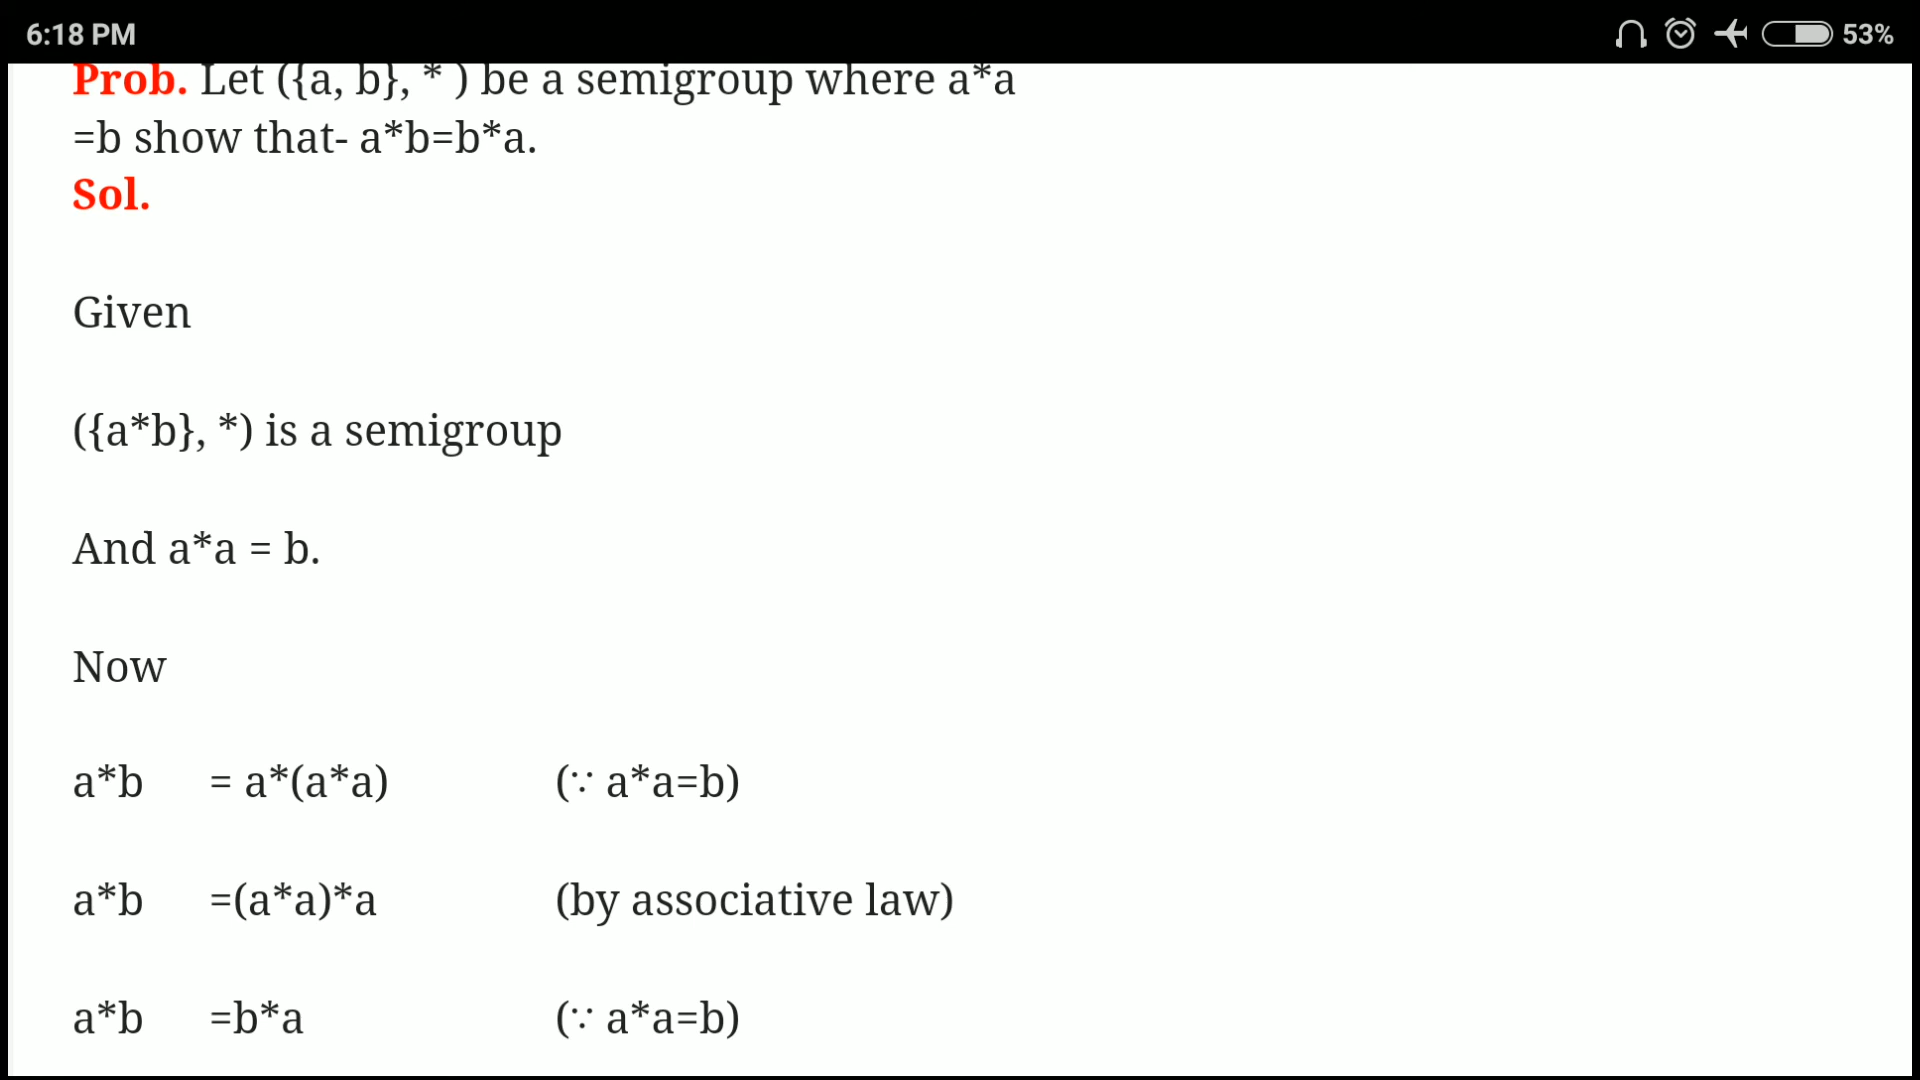 6:18 PM 53%
Prob. Let ({a, b}, * ) be a semigroup where a*a
=b show that- a*b=b*a.
Sol.
Given
({a*b}, *) is a semigroup
And a*a = b.
Now
a*b = a*(a*a) (∵ a*a=b)
a*b =(a*a)*a (by associative law)
a*b =b*a (∵ a*a=b)